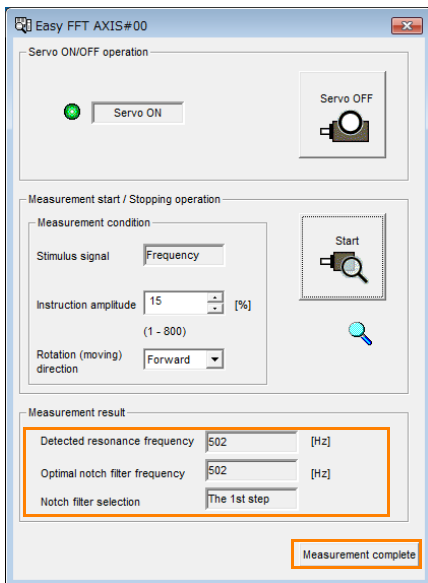 Easy FFT AXIS#00
Servo ON/OFF operation
Servo ON
Servo OFF
Measurement start / Stopping operation
Measurement condition
Stimulus signal Frequency
Start
Instruction amplitude 15 [%]
(1 - 800)
Rotation (moving)
direction Forward
Measurement result
Detected resonance frequency 502 [Hz]
Optimal notch filter frequency 502 [Hz]
Notch filter selection The 1st step
Measurement complete